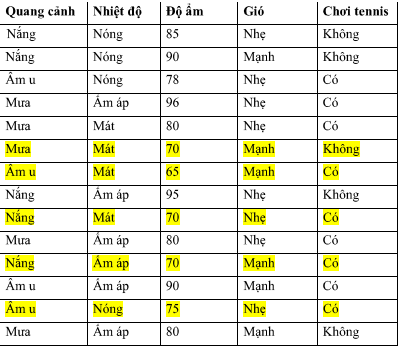 Quang cảnh Nhiệt độ Độ ẩm Gió Chơi tennis
Nắng Nóng 85 Nhẹ Không
Nắng Nóng 90 Mạnh Không
Âm u Nóng 78 Nhẹ Có
Mưa Ấm áp 96 Nhẹ Có
Mưa Mát 80 Nhẹ Có
Mưa Mát 70 Mạnh Không
Âm u Mát 65 Mạnh Có
Nắng Ấm áp 95 Nhẹ Không
Nắng Mát 70 Nhẹ Có
Mưa Ấm áp 80 Nhẹ Có
Nắng Ấm áp 70 Mạnh Có
Âm u Ấm áp 90 Mạnh Có
Âm u Nóng 75 Nhẹ Có
Mưa Ấm áp 80 Mạnh Không